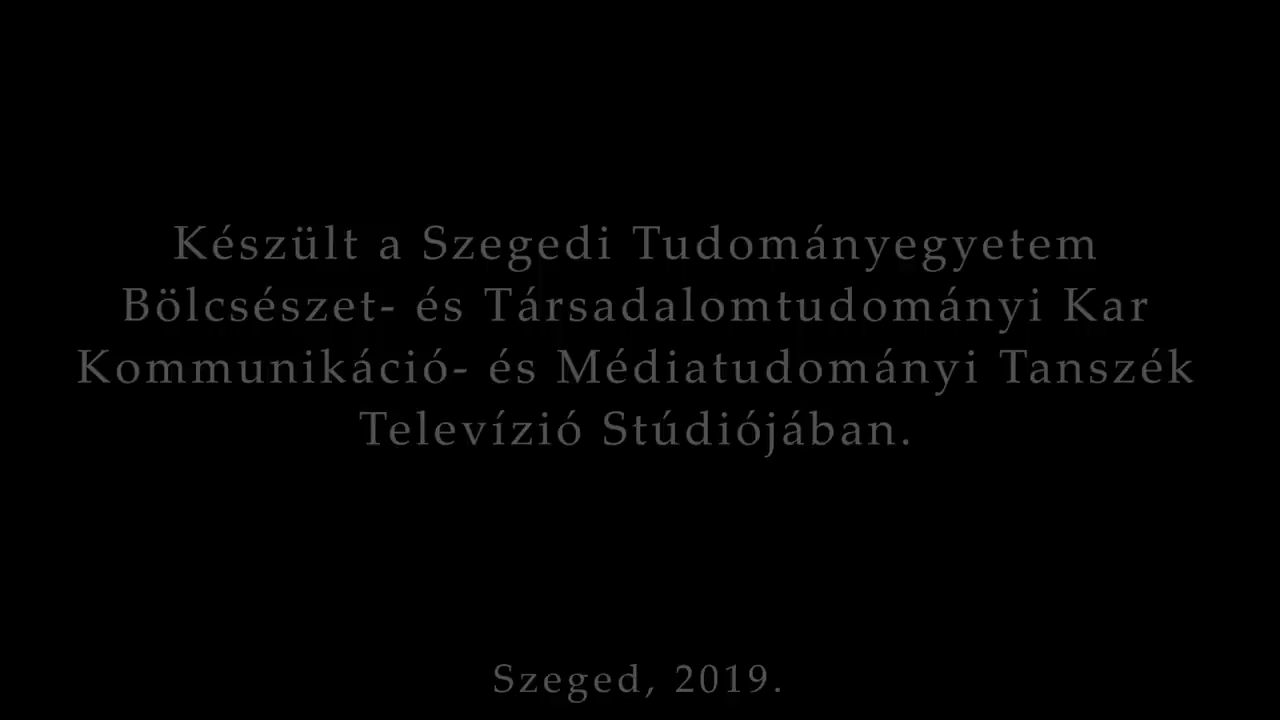 Készült a Szegedi Tudományegyetem
Bölcsészet- és Társadalomtudományi Kar
Kommunikáció- és Médiatudományi Tanszék
Televízió Stúdiójában.
Szeged, 2019.